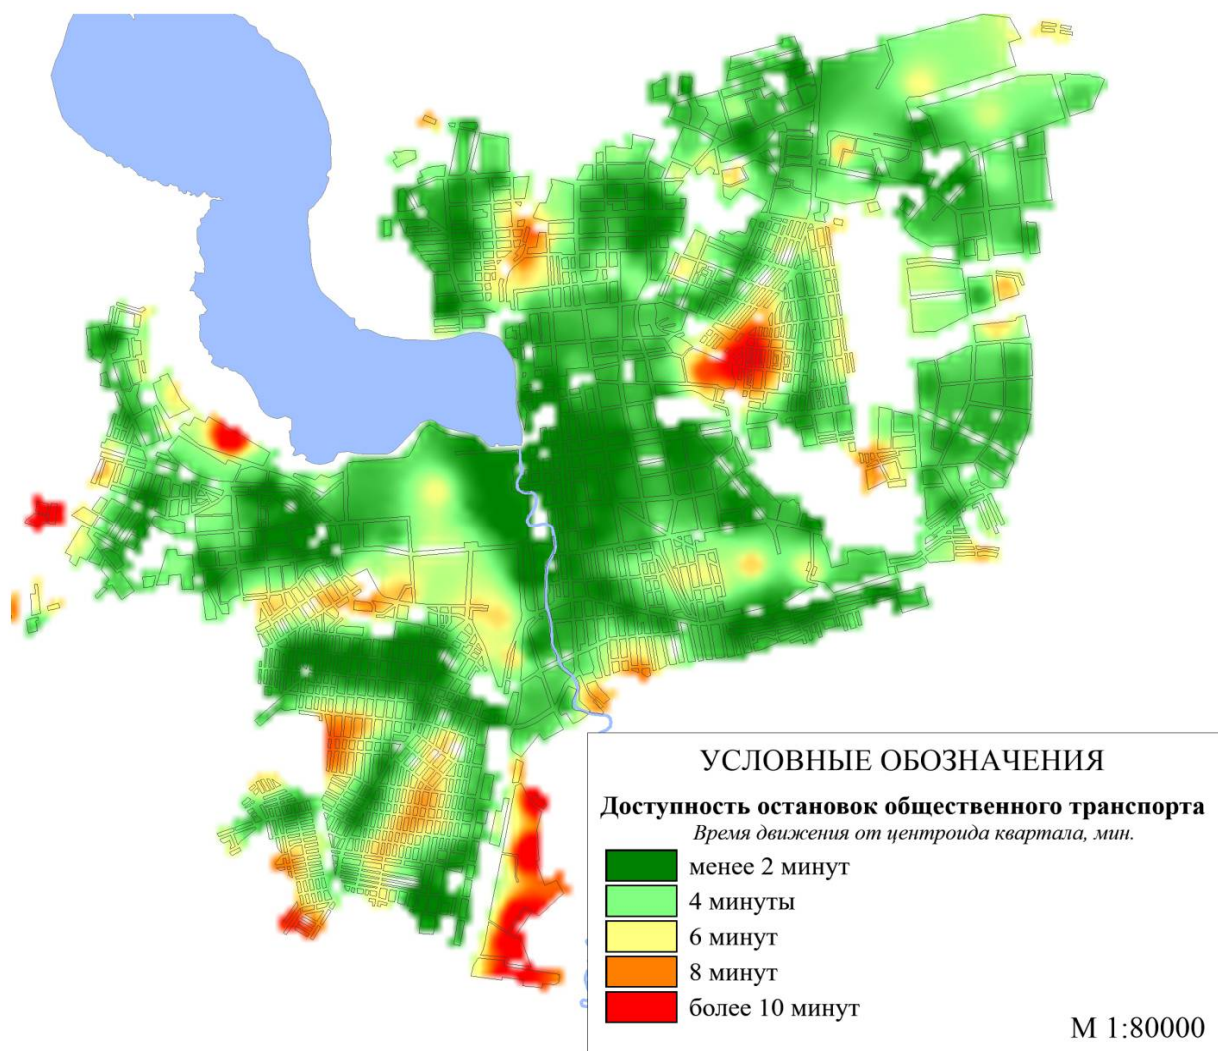 УСЛОВНЫЕ ОБОЗНАЧЕНИЯ
Доступность остановок общественного транспорта
Время движения от центроида квартала, мин.
менее 2 минут
4 минуты
6 минут
8 минут
более 10 минут
М 1:80000